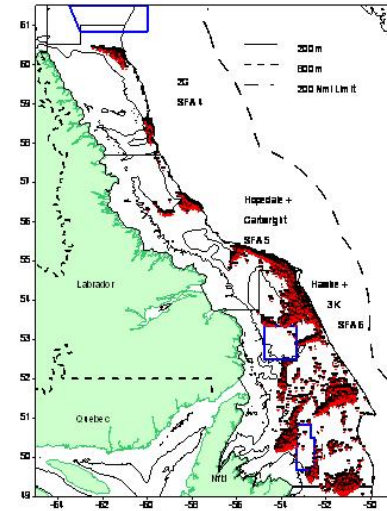 61
60
59
58
57
56
55
54
53
52
51
50
49
-64
-62
-60
-58
-56
-54
-52
-50
200m
600m
200 Nmi Limit
2G
SFA 4
Hopedale +
Cartwright
SFA 5
Hawke +
3K
SFA 6
Labrador
Quebec
Nfld